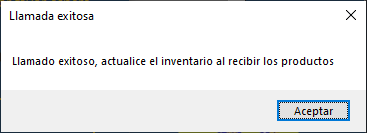 Llamada exitosa
Llamado exitoso, actualice el inventario al recibir los productos
Aceptar